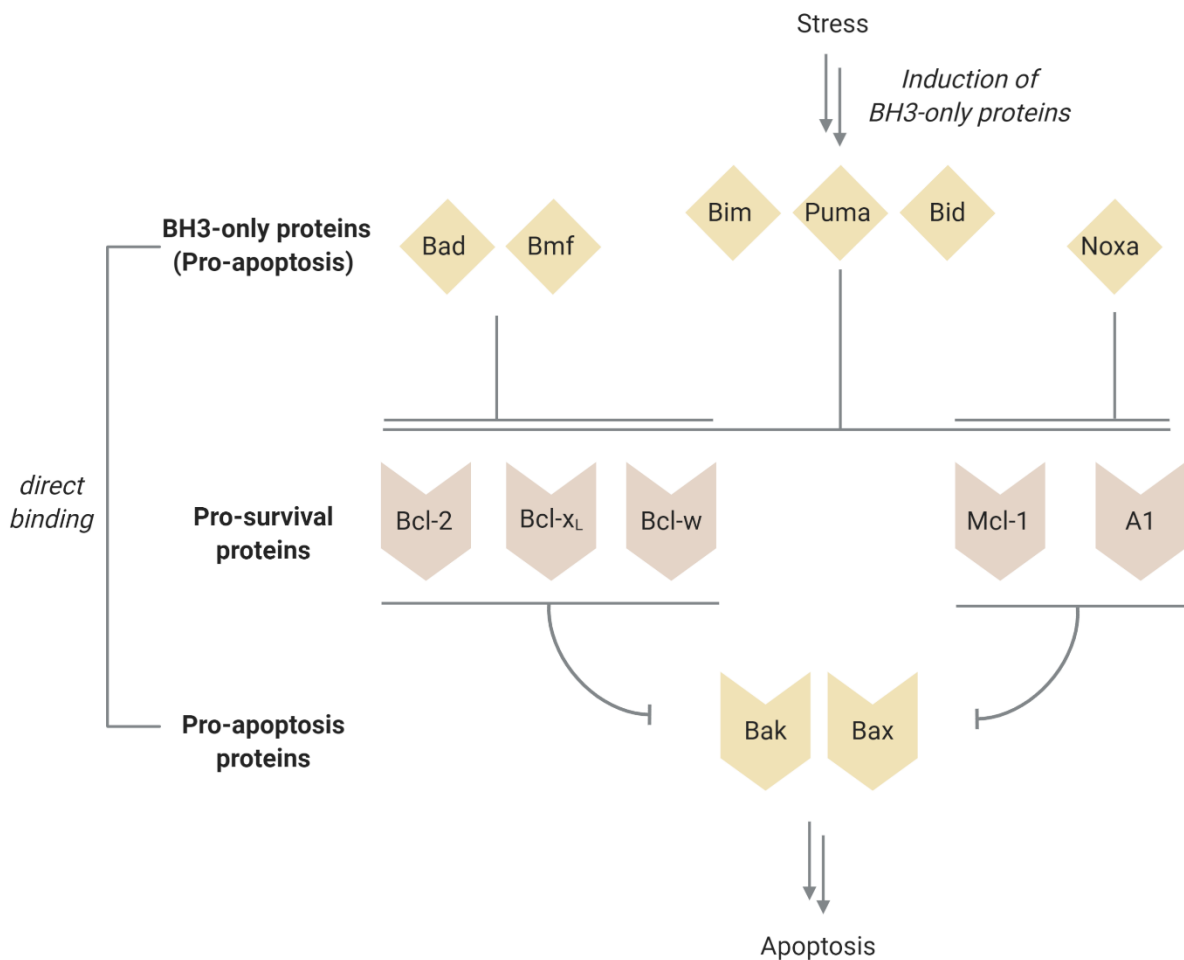 Stress
Induction of
BH3-only proteins
BH3-only proteins
(Pro-apoptosis)
Bad
Bmf
Bim
Puma
Bid
Noxa
direct
binding
Pro-survival
proteins
Bcl-2
Bcl-xL
Bcl-w
Mcl-1
A1
Pro-apoptosis
proteins
Bak
Bax
Apoptosis